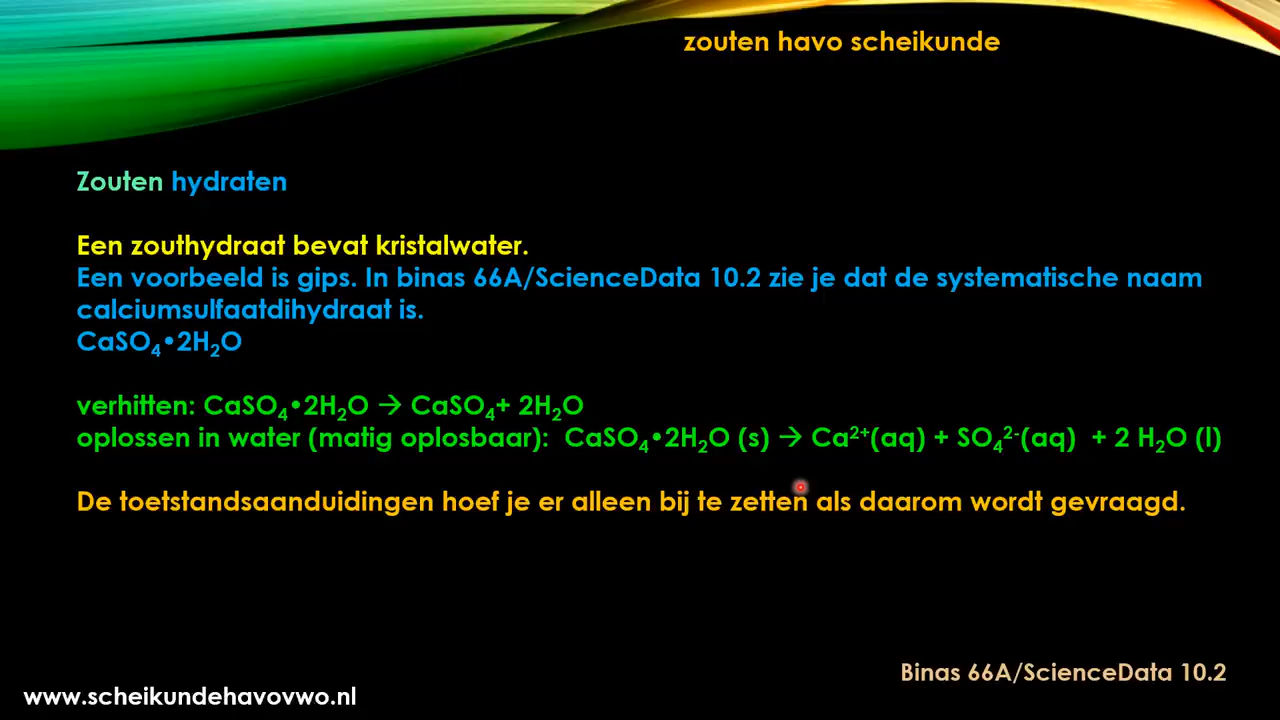 zouten havo scheikunde
Zouten hydraten
Een zouthydraat bevat kristalwater.
Een voorbeeld is gips. In binas 66A/ScienceData 10.2 zie je dat de systematische naam
calciumsulfaatdihydraat is.
CaSO₄•2H₂O
verhitten: CaSO₄•2H₂O → CaSO₄+ 2H₂O
oplossen in water (matig oplosbaar): CaSO₄•2H₂O (s) → Ca²⁺(aq) + SO₄²⁻(aq) + 2 H₂O (l)
De toetstandsaanduidingen hoef je er alleen bij te zetten als daarom wordt gevraagd.
Binas 66A/ScienceData 10.2
www.scheikundehavovwo.nl